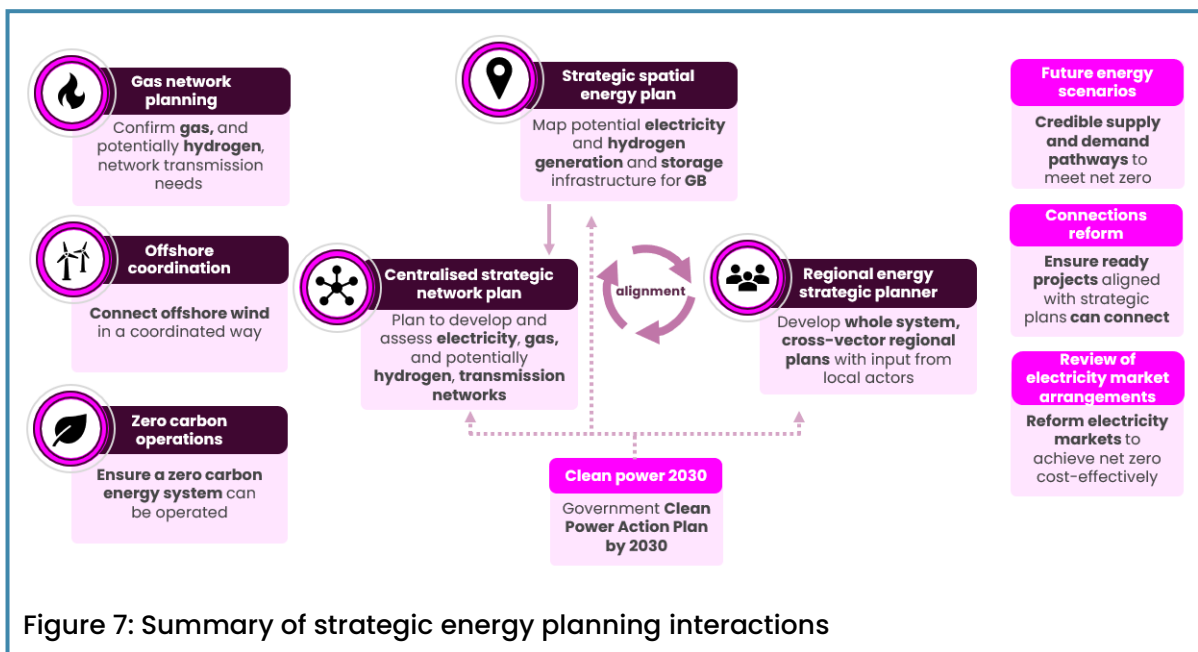 Gas network
planning
Confirm gas, and
potentially hydrogen,
network transmission
needs
Offshore
coordination
Connect offshore wind
in a coordinated way
Zero carbon
operations
Ensure a zero carbon
energy system can
be operated
Strategic spatial
energy plan
Map potential electricity
and hydrogen
generation and storage
infrastructure for GB
Centralised strategic
network plan
Plan to develop and
assess electricity, gas,
and potentially
hydrogen, transmission
networks
alignment
Regional energy
strategic planner
Develop whole system,
cross-vector regional
plans with input from
local actors
Clean power 2030
Government Clean
Power Action Plan
by 2030
Future energy
scenarios
Credible supply
and demand
pathways to
meet net zero
Connections
reform
Ensure ready
projects aligned
with strategic
plans can connect
Review of
electricity market
arrangements
Reform electricity
markets to
achieve net zero
cost-effectively
Figure 7: Summary of strategic energy planning interactions